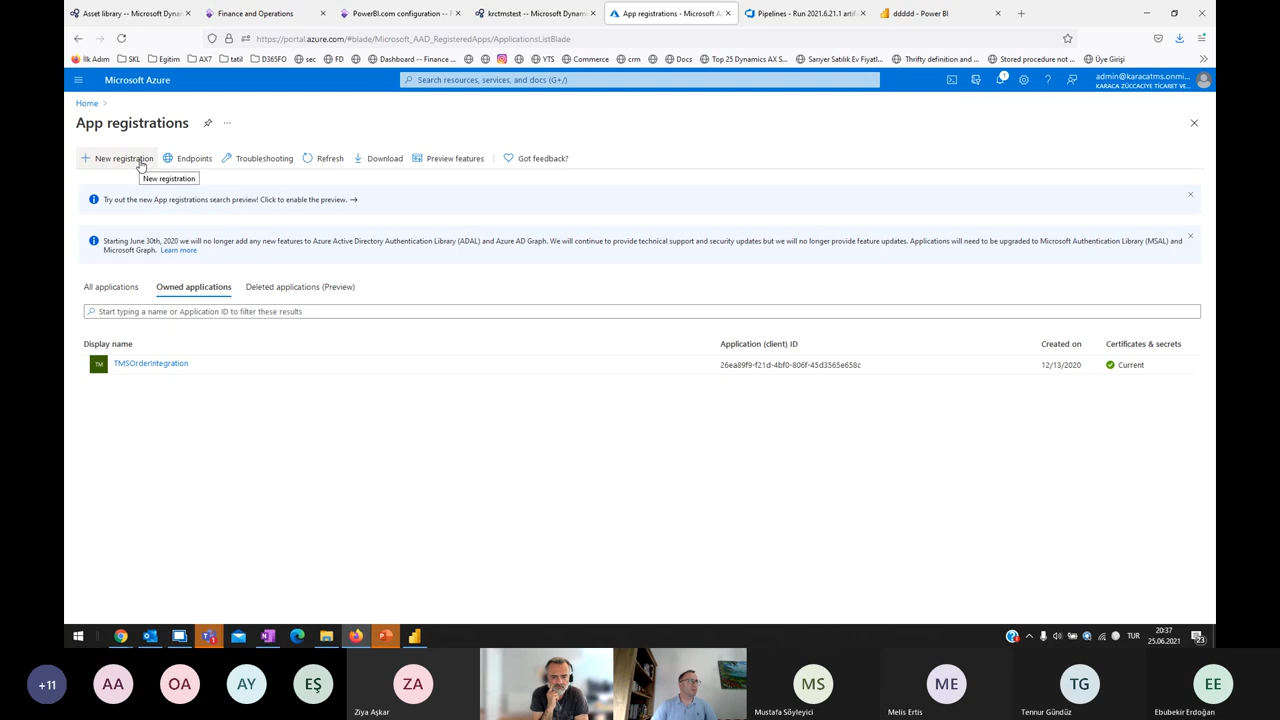 Asset library -- Microsoft Dynam
Finance and Operations
PowerBI.com configuration -- F
krctmstest -- Microsoft Dynam
App registrations - Microsoft A
Pipelines - Run 2021.6.21.1 artifa
ddddd - Power BI
https://portal.azure.com/#blade/Microsoft_AAD_RegisteredApps/ApplicationsListBlade
İlk Adım SKL Egitim AX7 tatil D365FO sec FD Dashboard -- Finance ... YTS Commerce crm Docs Top 25 Dynamics AX S... Sarıyer Satılık Ev Fiyatl... Thrifty definition and ... Stored procedure not ... Üye Girişi
Microsoft Azure
Search resources, services, and docs (G+/)
1
admin@karacatms.onmi...
KARACA ZÜCCACİYE TİCARET VE...
Home >
App registrations
New registration Endpoints Troubleshooting Refresh Download Preview features Got feedback?
New registration
Try out the new App registrations search preview! Click to enable the preview. →
Starting June 30th, 2020 we will no longer add any new features to Azure Active Directory Authentication Library (ADAL) and Azure AD Graph. We will continue to provide technical support and security updates but we will no longer provide feature updates. Applications will need to be upgraded to Microsoft Authentication Library (MSAL) and
Microsoft Graph. Learn more
All applications Owned applications Deleted applications (Preview)
Start typing a name or Application ID to filter these results
Display name Application (client) ID Created on Certificates & secrets
TM TMSOrderIntegration 26ea89f9-f21d-4bf0-806f-45d3565e658c 12/13/2020 Current
TUR
20:37
25.06.2021
23
+11 AA OA AY EŞ ZA MS ME TG EE
Ziya Aşkar
Mustafa Söyleyici
Melis Ertis
Tennur Gündüz
Ebubekir Erdoğan